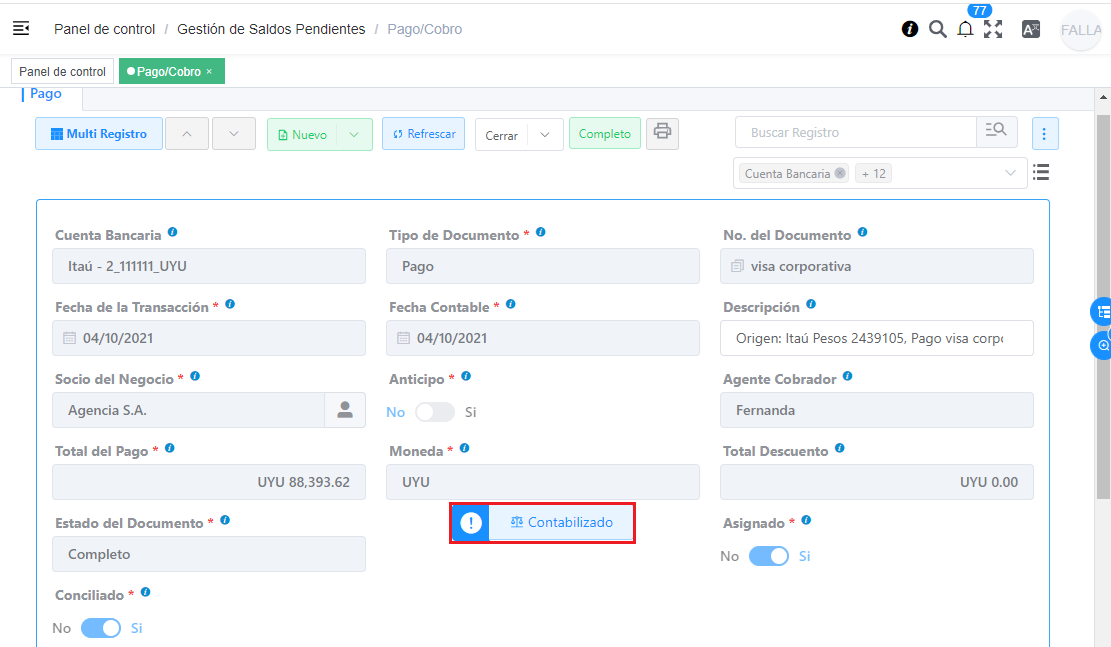 77
Panel de control / Gestión de Saldos Pendientes / Pago/Cobro
FALLA
Panel de control
Pago/Cobro ×
Pago
Multi Registro
Nuevo
Refrescar
Cerrar
Completo
Buscar Registro
Cuenta Bancaria
+ 12
Cuenta Bancaria
Tipo de Documento *
No. del Documento
Itaú - 2_111111_UYU
Pago
visa corporativa
Fecha de la Transacción *
Fecha Contable *
Descripción
04/10/2021
04/10/2021
Origen: Itaú Pesos 2439105, Pago visa corpo
Socio del Negocio *
Anticipo *
Agente Cobrador
Agencia S.A.
No Si
Fernanda
Total del Pago *
Moneda *
Total Descuento
UYU 88,393.62
UYU
UYU 0.00
Estado del Documento *
Contabilizado
Asignado *
Completo
No Si
Conciliado *
No Si